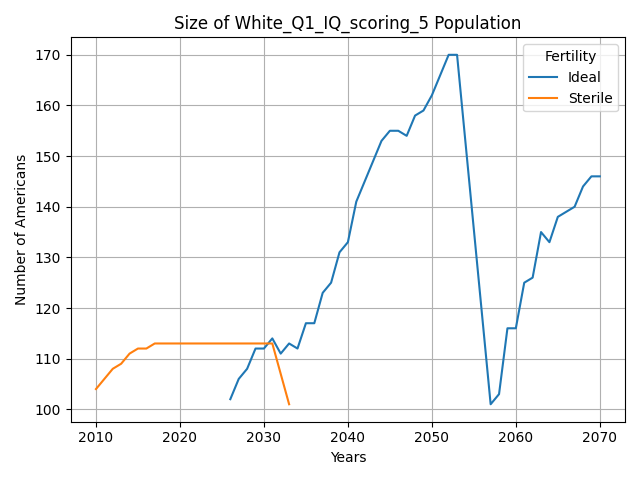 Size of White_Q1_IQ_scoring_5 Population
Number of Americans
170
160
150
140
130
120
110
100
Fertility
Ideal
Sterile
2010 2020 2030 2040 2050 2060 2070
Years